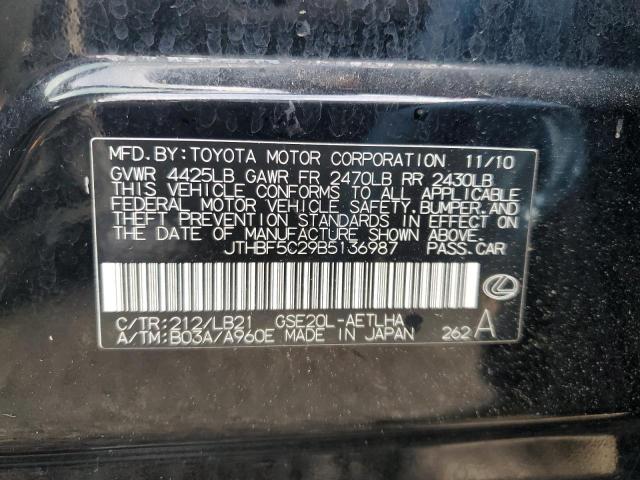 MFD.BY:TOYOTA MOTOR CORPORATION 11/10
GVWR 4425LB GAWR FR 2470LB RR 2430LB
THIS VEHICLE CONFORMS TO ALL APPLICABLE
FEDERAL MOTOR VEHICLE SAFETY,BUMPER,AND
THEFT PREVENTION STANDARDS IN EFFECT ON
THE DATE OF MANUFACTURE SHOWN ABOVE.
JTHBF5C29B5136987 PASS.CAR
C/TR:212/LB21 GSE20L-AETLHA
A/TM:B03A/A960E MADE IN JAPAN 262 A